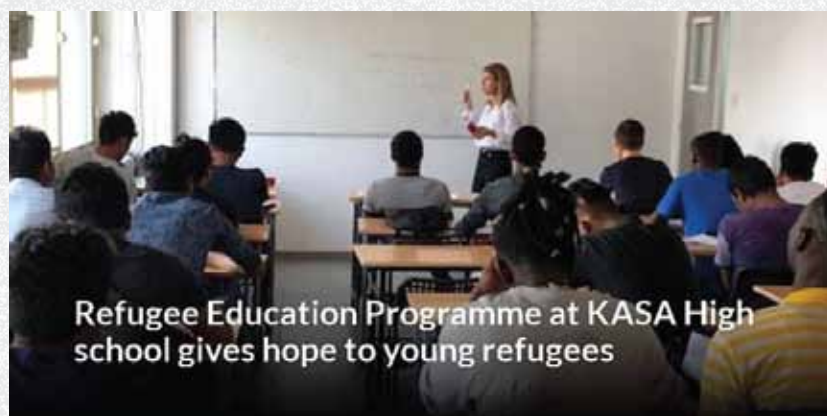 Refugee Education Programme at KASA High
school gives hope to young refugees